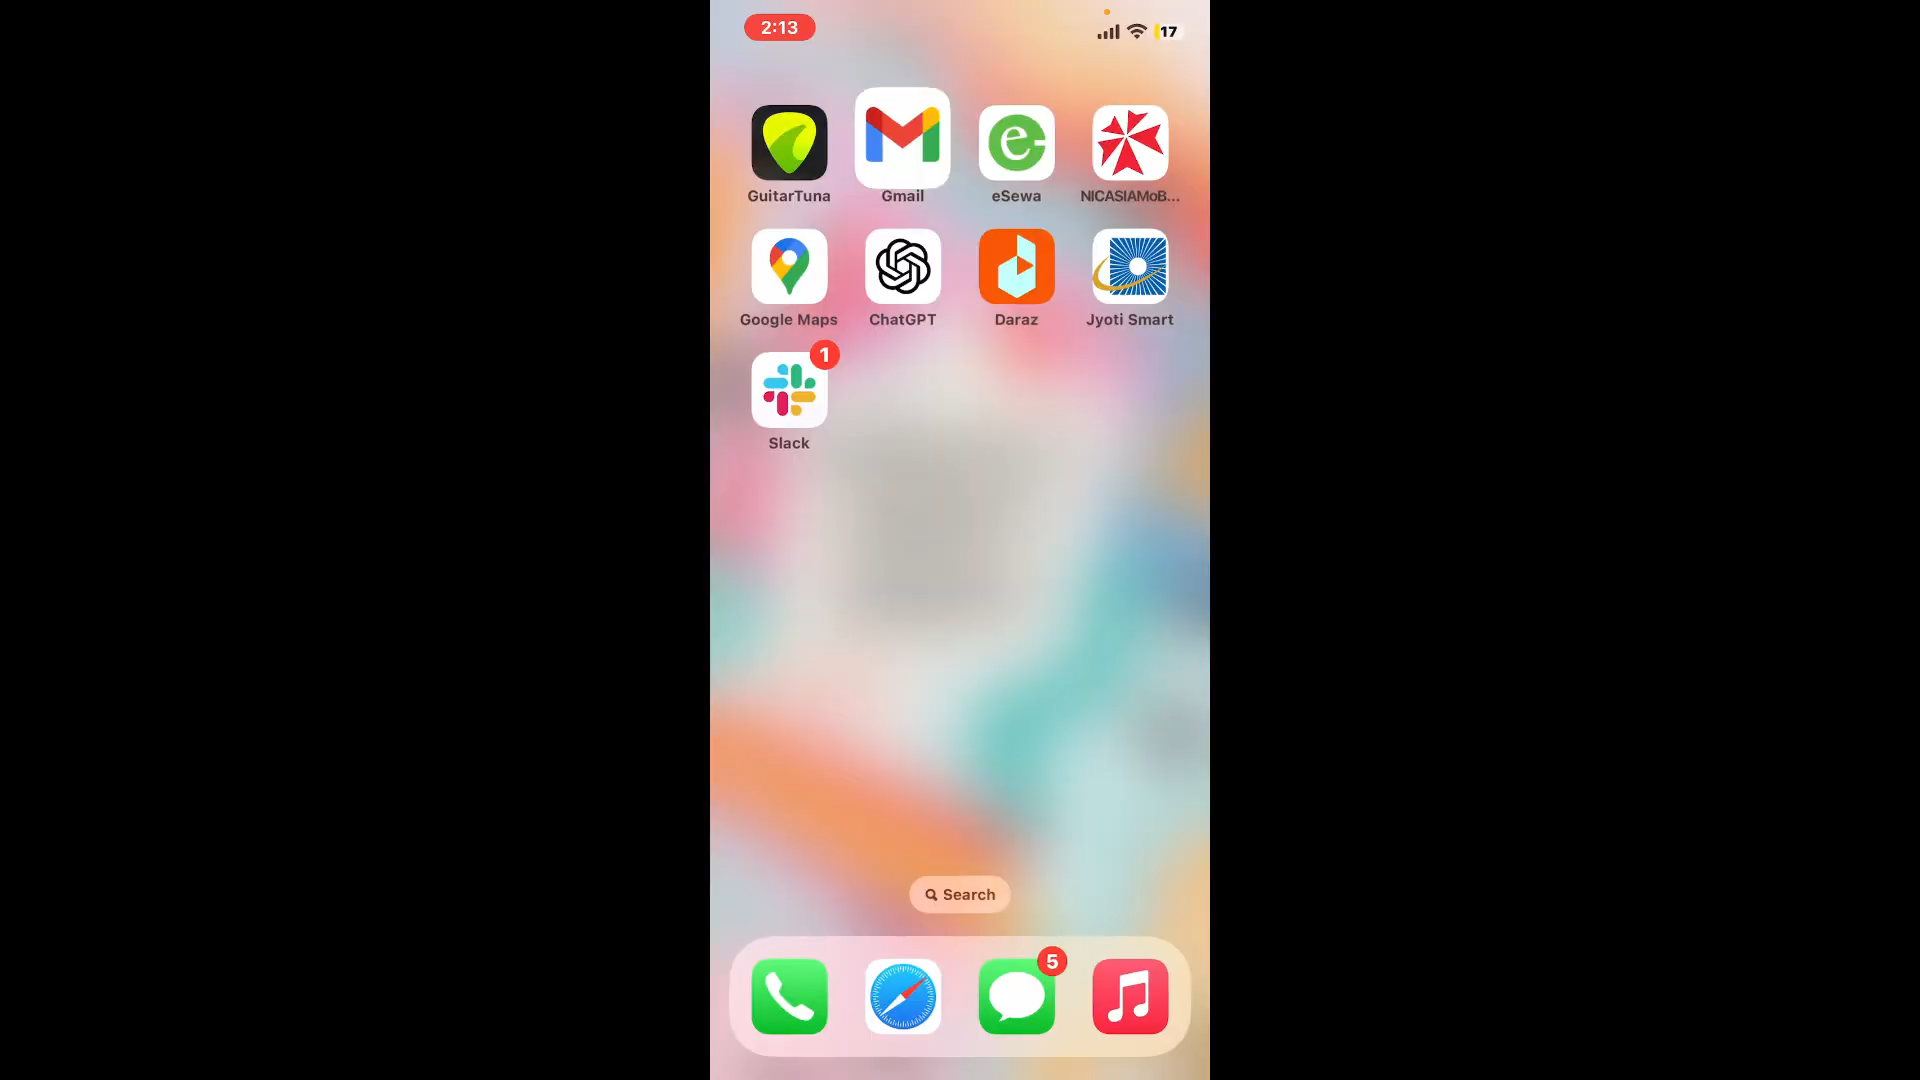 2:13
17
GuitarTuna
Gmail
eSewa
NICASIAMoB...
Google Maps
ChatGPT
Daraz
Jyoti Smart
1
Slack
Search
5